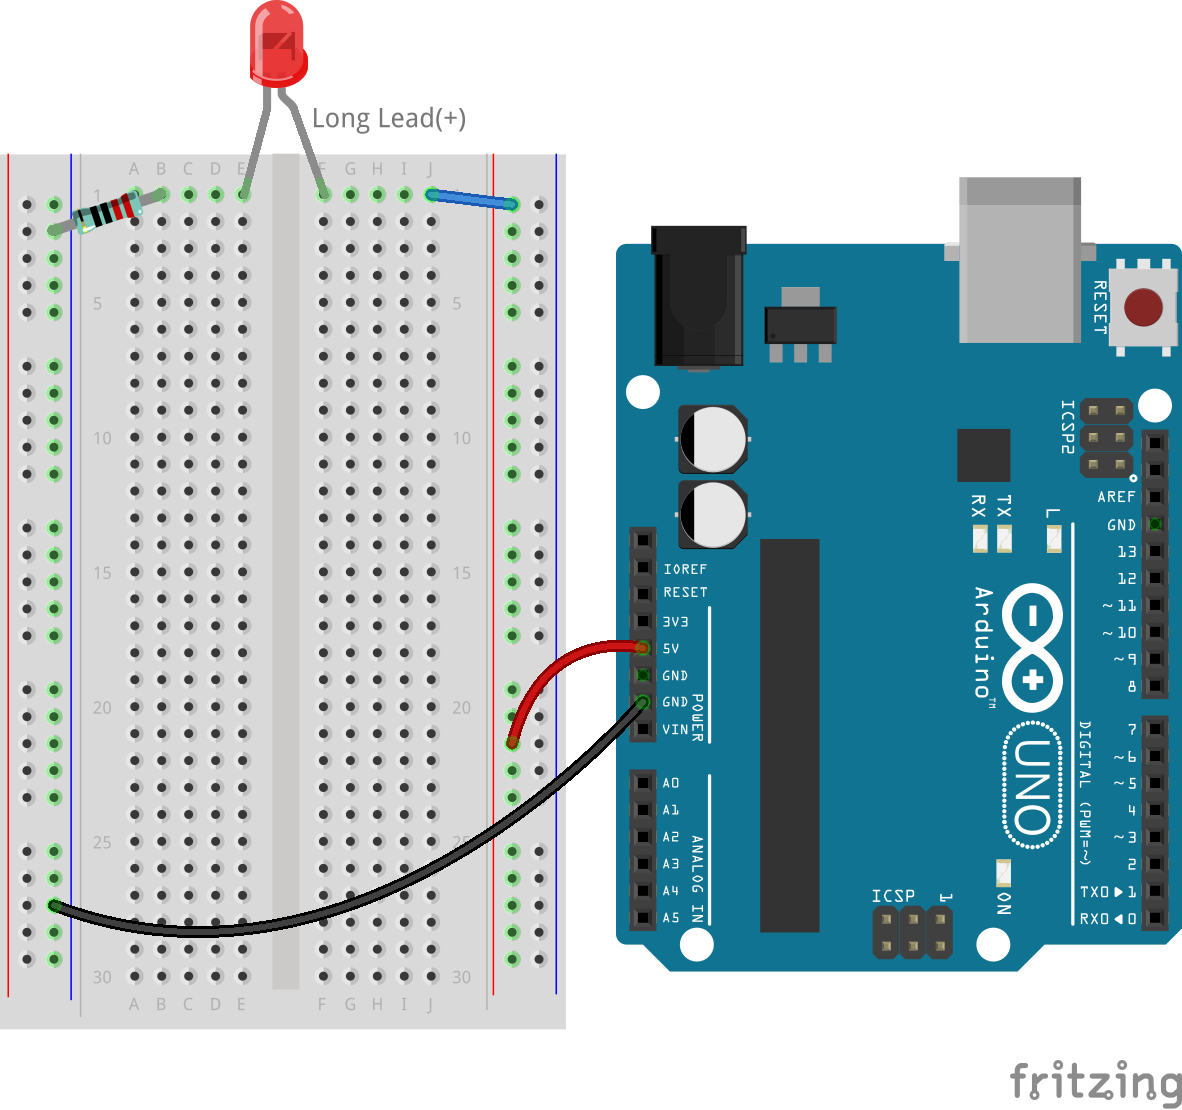 Long Lead(+)
A B C D E F G H I J
1
5 5
10 10
15 15
20 20
25 25
30 30
A B C D E F G H I J
RESET
ICSP2
AREF
GND
13
12
~11
~10
~9
8
7
~6
~5
4
~3
2
TX0▶1
RX0◀0
DIGITAL (PWM=~)
RX
TX
L
IOREF
RESET
3V3
5V
GND
GND
VIN
POWER
A0
A1
A2
A3
A4
A5
ANALOG IN
Arduino™
UNO
ON
ICSP 1
fritzing